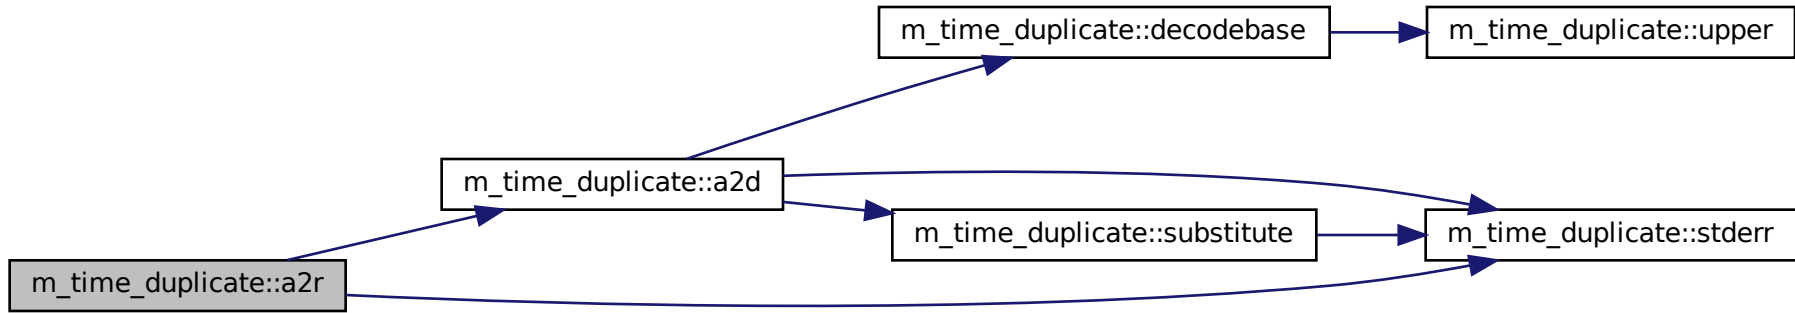 m_time_duplicate::decodebase
m_time_duplicate::upper
m_time_duplicate::a2d
m_time_duplicate::substitute
m_time_duplicate::stderr
m_time_duplicate::a2r